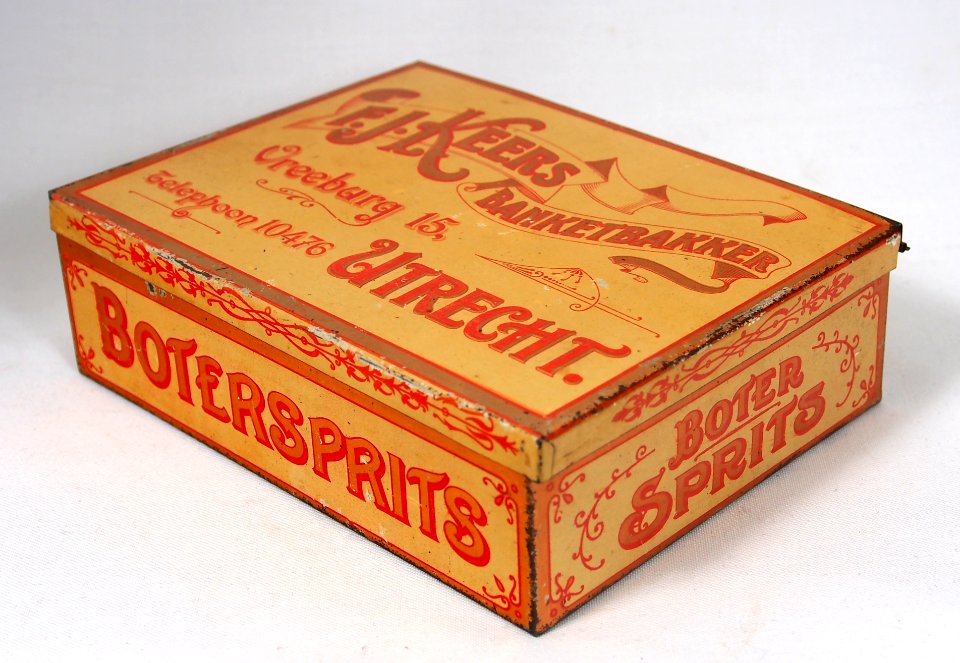 F.J. KEERS
BANKETBAKKER
Vreeburg 15,
Telephoon 10476
UTRECHT.
BOTERSPRITS
BOTER
SPRITS